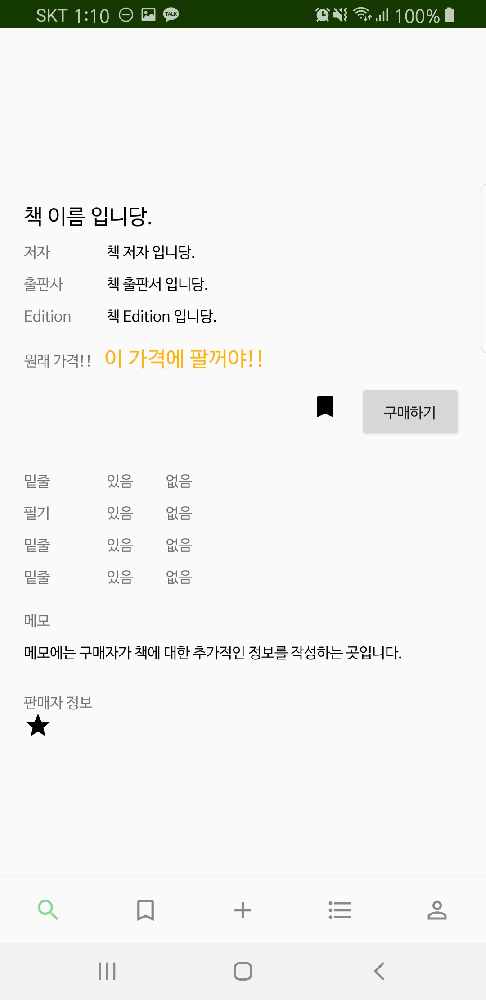 SKT 1:10 TALK 100%
책 이름 입니당.
저자 책 저자 입니당.
출판사 책 출판서 입니당.
Edition 책 Edition 입니당.
원래 가격!! 이 가격에 팔꺼야!!
구매하기
밑줄 있음 없음
필기 있음 없음
밑줄 있음 없음
밑줄 있음 없음
메모
메모에는 구매자가 책에 대한 추가적인 정보를 작성하는 곳입니다.
판매자 정보